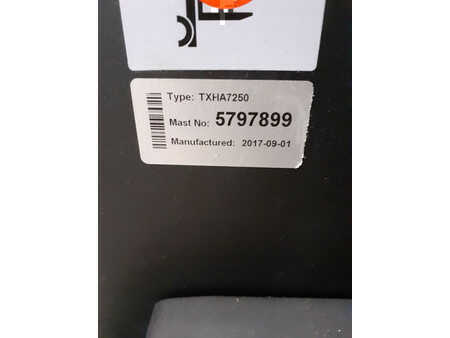 Type: TXHA7250
Mast No: 5797899
Manufactured: 2017-09-01